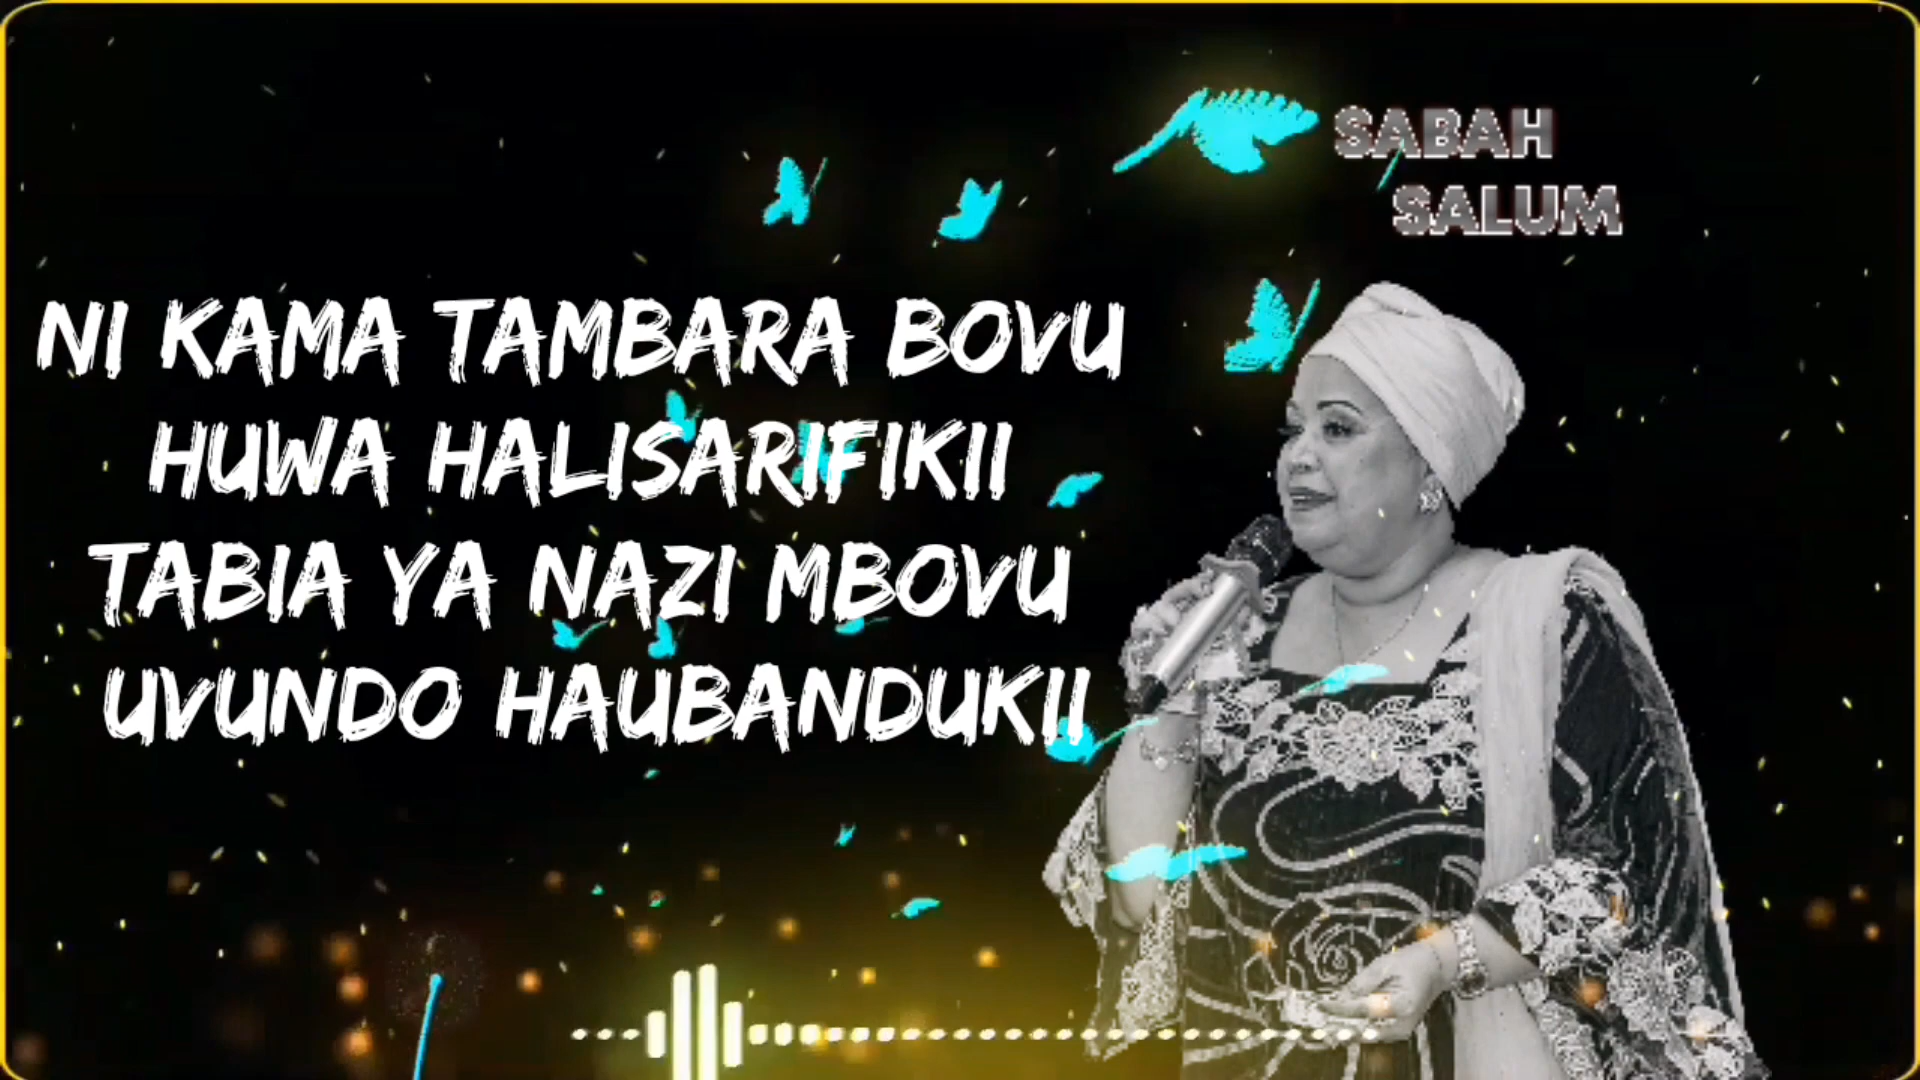 SABAH
SALUM
NI KAMA TAMBARA BOVU
HUWA HALISARIFIKII
TABIA YA NAZI MBOVU
UVUNDO HAUBANDUKII